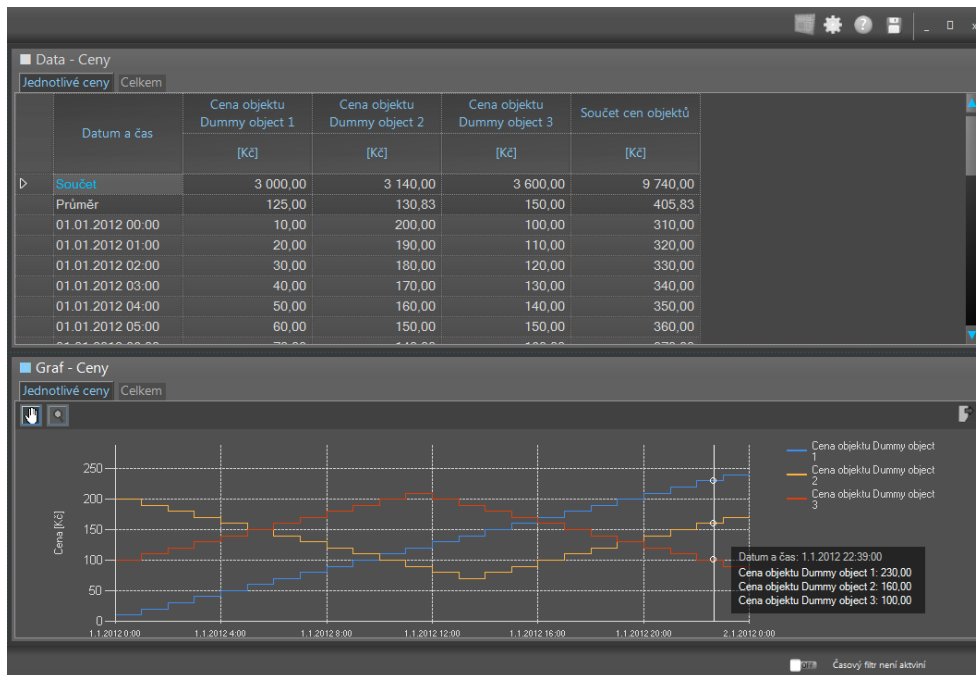 Data - Ceny
Jednotlivé ceny Celkem
Datum a čas
Cena objektu
Dummy object 1
Cena objektu
Dummy object 2
Cena objektu
Dummy object 3
Součet cen objektů
[Kč] [Kč] [Kč] [Kč]
Součet 3 000,00 3 140,00 3 600,00 9 740,00
Průměr 125,00 130,83 150,00 405,83
01.01.2012 00:00 10,00 200,00 100,00 310,00
01.01.2012 01:00 20,00 190,00 110,00 320,00
01.01.2012 02:00 30,00 180,00 120,00 330,00
01.01.2012 03:00 40,00 170,00 130,00 340,00
01.01.2012 04:00 50,00 160,00 140,00 350,00
01.01.2012 05:00 60,00 150,00 150,00 360,00
Graf - Ceny
Jednotlivé ceny Celkem
Cena [Kč]
250
200
150
100
50
0
1.1.2012 0:00 1.1.2012 4:00 1.1.2012 8:00 1.1.2012 12:00 1.1.2012 16:00 1.1.2012 20:00 2.1.2012 0:00
Cena objektu Dummy object
1
Cena objektu Dummy object
2
Cena objektu Dummy object
3
Datum a čas: 1.1.2012 22:39:00
Cena objektu Dummy object 1: 230,00
Cena objektu Dummy object 2: 160,00
Cena objektu Dummy object 3: 100,00
OFF Časový filtr není aktviní